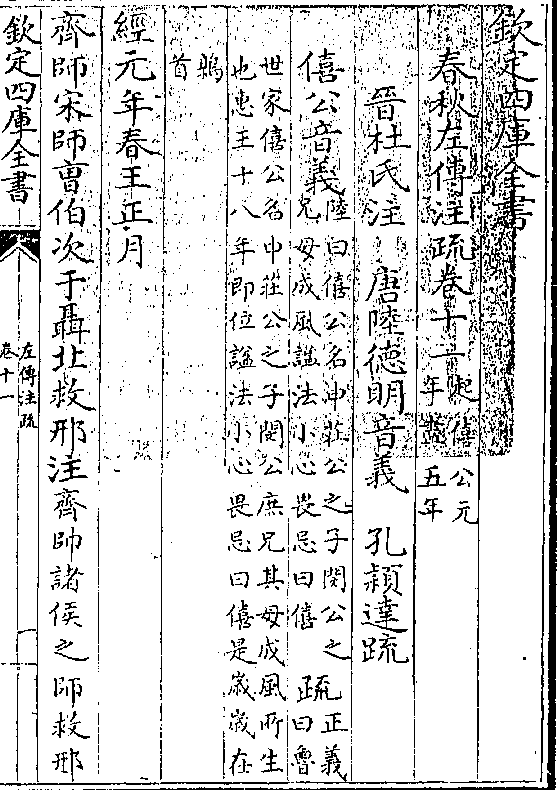 欽定四庫全書
春秋左傳注疏卷十一
起僖公元
年盡五年
晉杜氏注 唐陸德明音義 孔穎達疏
僖公音義
陸曰僖公名申莊公之子閔公之
兄母成風諡法小心畏忌曰僖
疏
正義
曰魯
世家僖公名申莊公之子閔公庶兄其母成風所生
也惠王十八年即位諡法小心畏忌曰僖是歲歲在
鶉
首
經元年春王正月
齊師宋師曹伯次于聶北救邢注齊帥諸侯之師救邢
欽定四庫全書
左傳注疏
卷十一